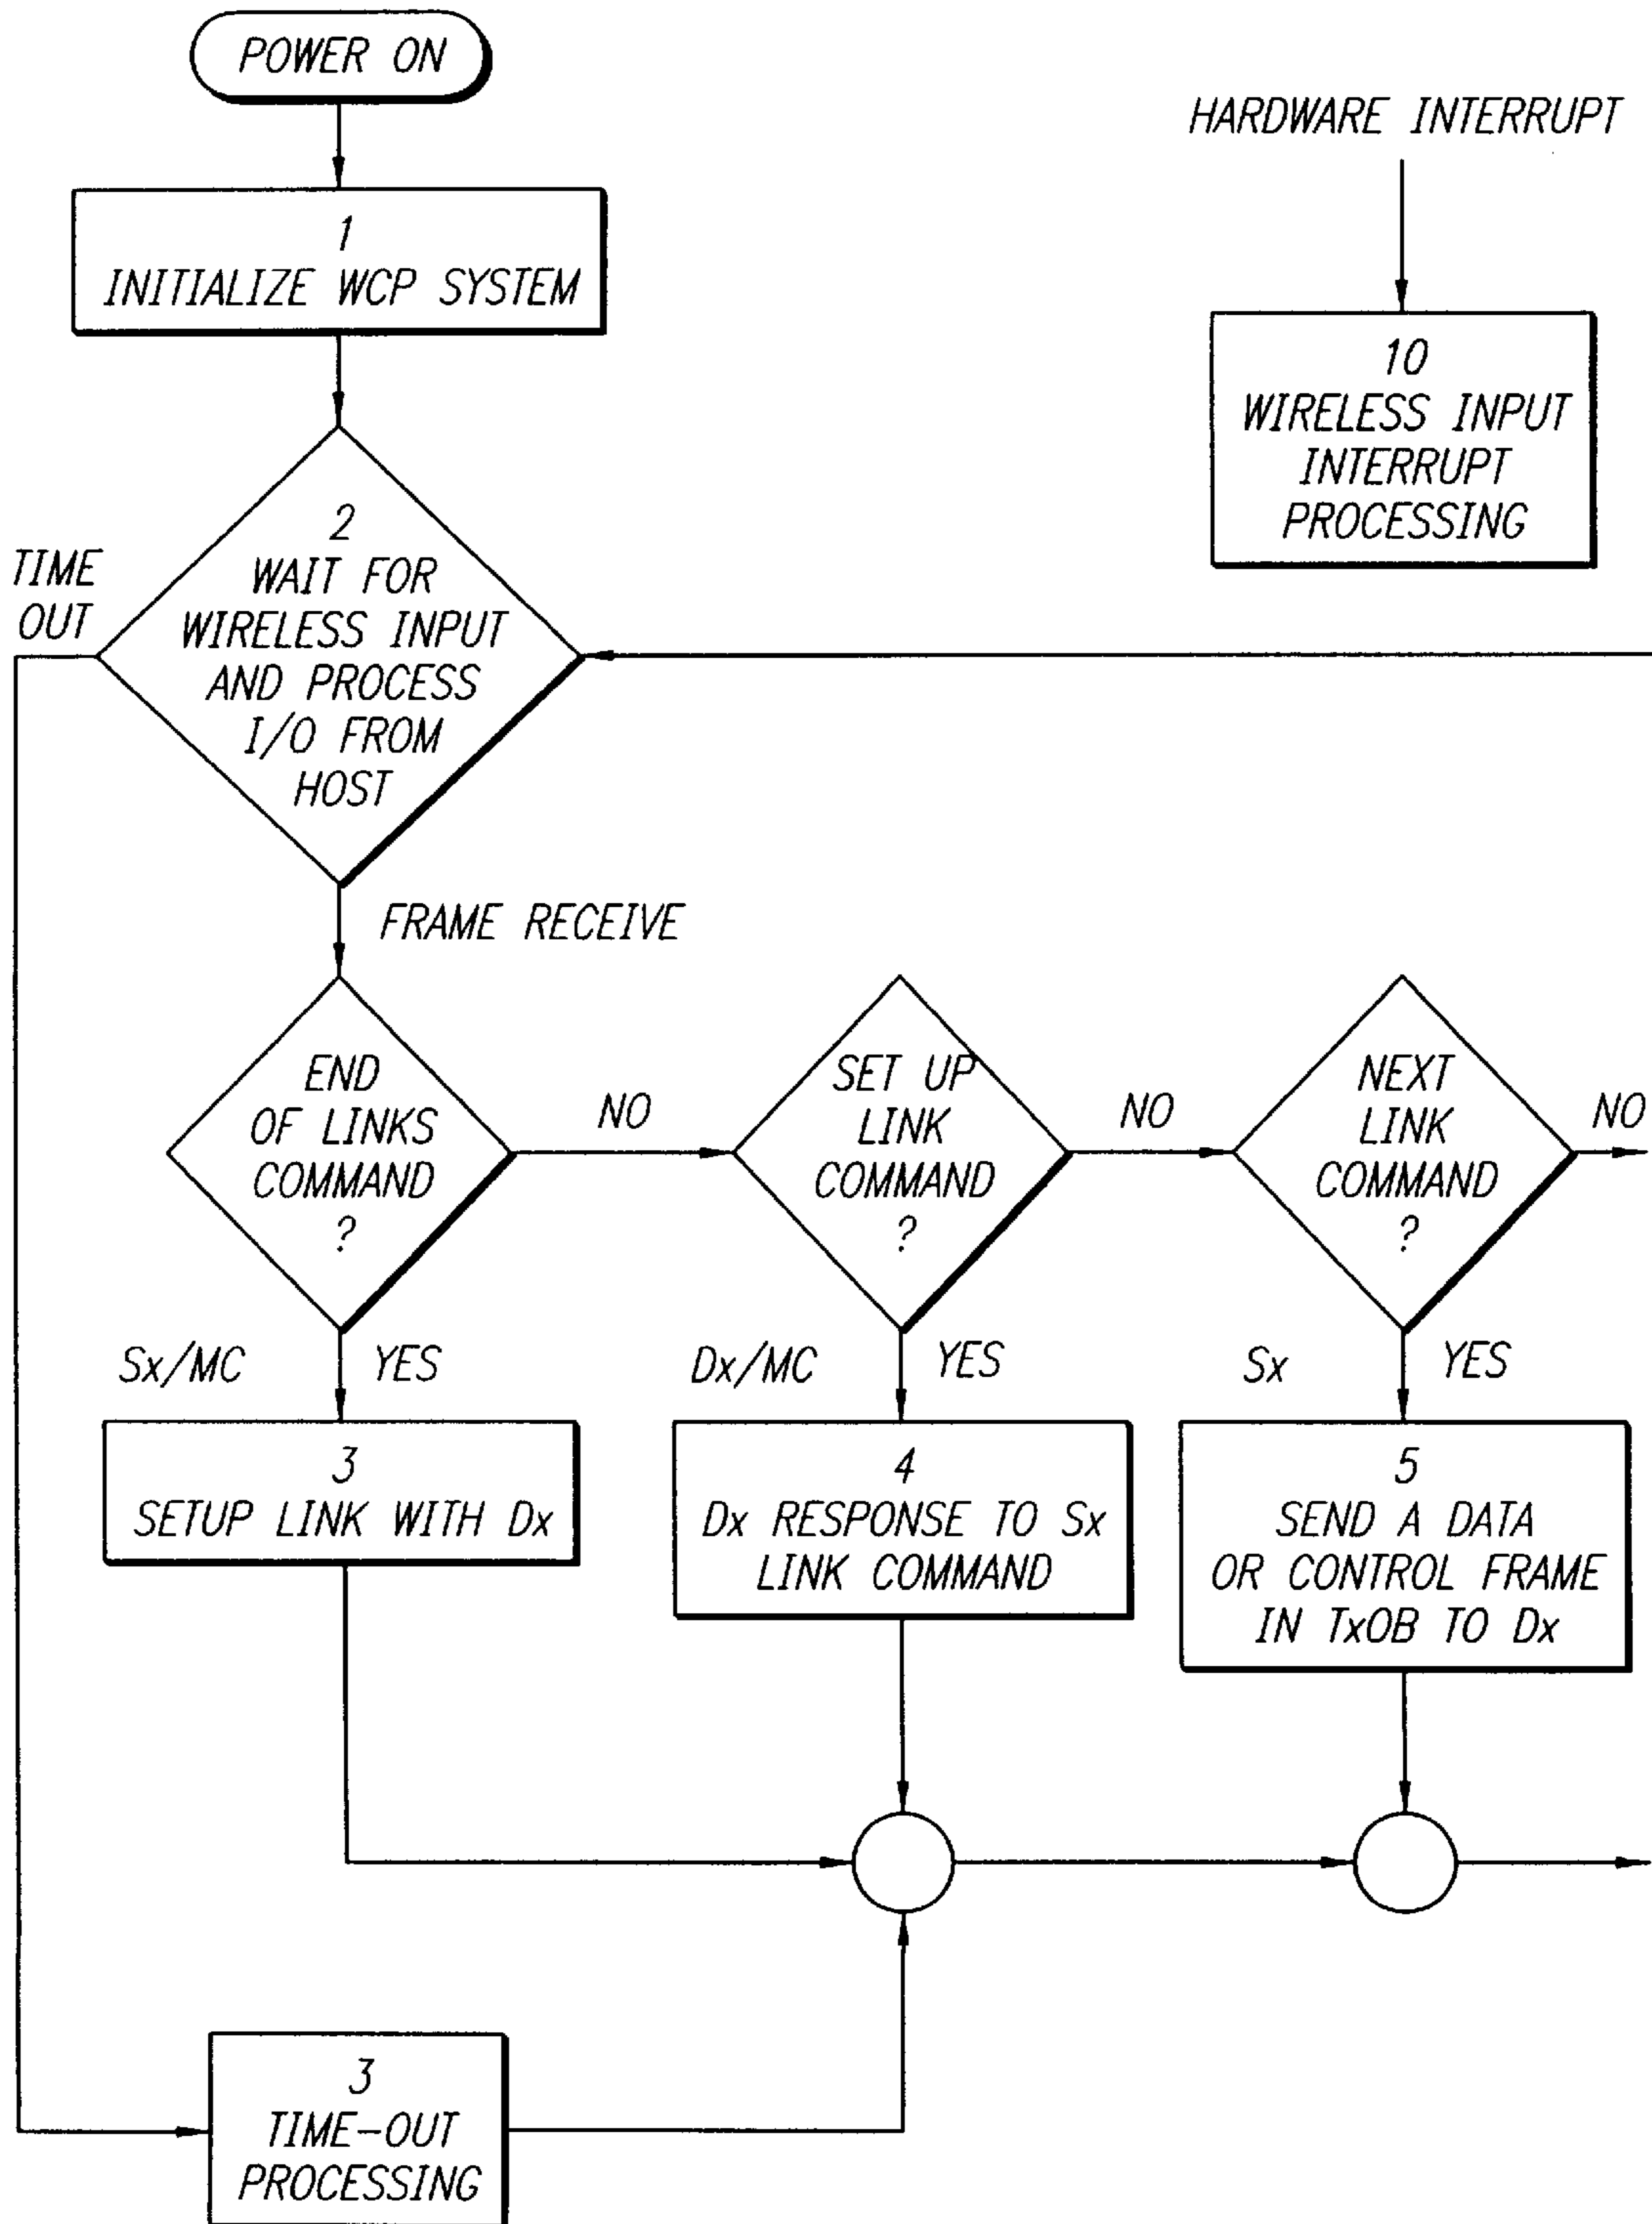 POWER ON
HARDWARE INTERRUPT
1
INITIALIZE WCP SYSTEM
10
WIRELESS INPUT
INTERRUPT
PROCESSING
2
WAIT FOR
WIRELESS INPUT
AND PROCESS
I/O FROM
HOST
TIME
OUT
FRAME RECEIVE
END
OF LINKS
COMMAND
?
NO
SET UP
LINK
COMMAND
?
NO
NEXT
LINK
COMMAND
?
NO
Sx/MC
YES
Dx/MC
YES
Sx
YES
3
SETUP LINK WITH Dx
4
Dx RESPONSE TO Sx
LINK COMMAND
5
SEND A DATA
OR CONTROL FRAME
IN TxOB TO Dx
3
TIME-OUT
PROCESSING